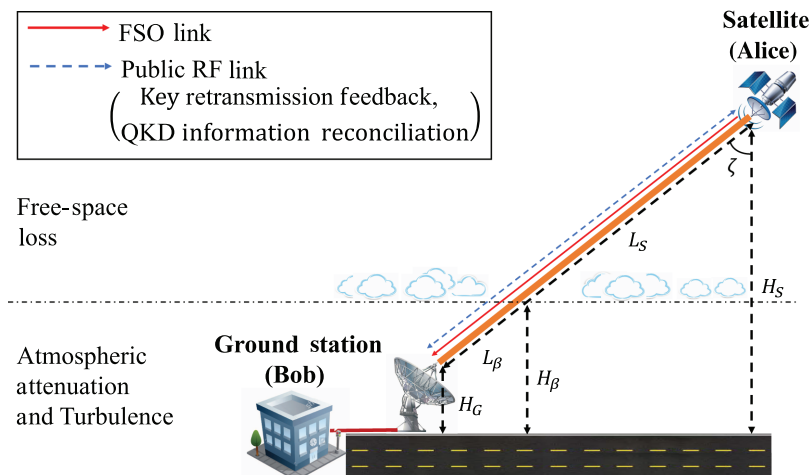 FSO link
Public RF link
(Key retransmission feedback,
QKD information reconciliation)
Satellite
(Alice)
ζ
Free-space
loss
L_S
H_S
Atmospheric
attenuation
and Turbulence
Ground station
(Bob)
L_β
H_β
H_G